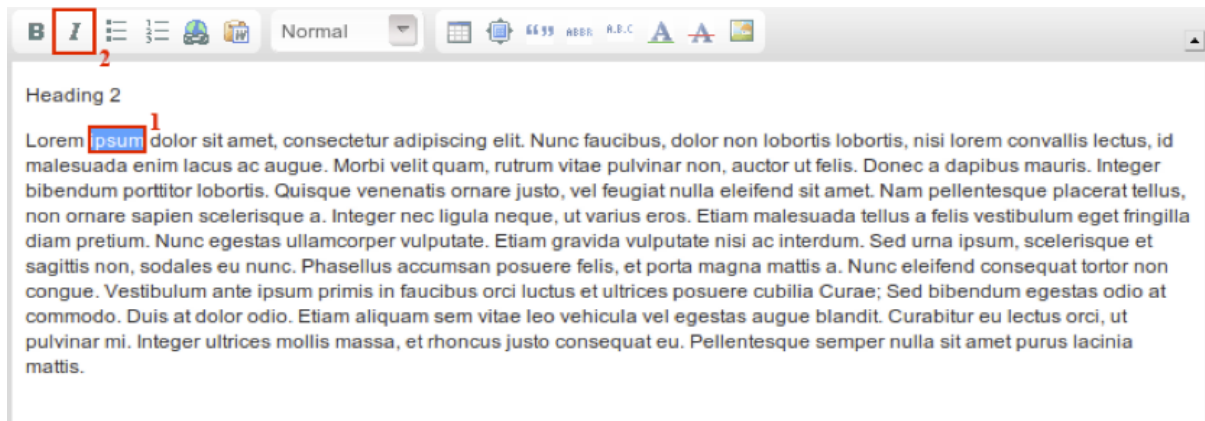 B I Normal 6699 ABBR A.B.C A A
2
Heading 2
1
Lorem ipsum dolor sit amet, consectetur adipiscing elit. Nunc faucibus, dolor non lobortis lobortis, nisi lorem convallis lectus, id
malesuada enim lacus ac augue. Morbi velit quam, rutrum vitae pulvinar non, auctor ut felis. Donec a dapibus mauris. Integer
bibendum porttitor lobortis. Quisque venenatis ornare justo, vel feugiat nulla eleifend sit amet. Nam pellentesque placerat tellus,
non ornare sapien scelerisque a. Integer nec ligula neque, ut varius eros. Etiam malesuada tellus a felis vestibulum eget fringilla
diam pretium. Nunc egestas ullamcorper vulputate. Etiam gravida vulputate nisi ac interdum. Sed urna ipsum, scelerisque et
sagittis non, sodales eu nunc. Phasellus accumsan posuere felis, et porta magna mattis a. Nunc eleifend consequat tortor non
congue. Vestibulum ante ipsum primis in faucibus orci luctus et ultrices posuere cubilia Curae; Sed bibendum egestas odio at
commodo. Duis at dolor odio. Etiam aliquam sem vitae leo vehicula vel egestas augue blandit. Curabitur eu lectus orci, ut
pulvinar mi. Integer ultrices mollis massa, et rhoncus justo consequat eu. Pellentesque semper nulla sit amet purus lacinia
mattis.